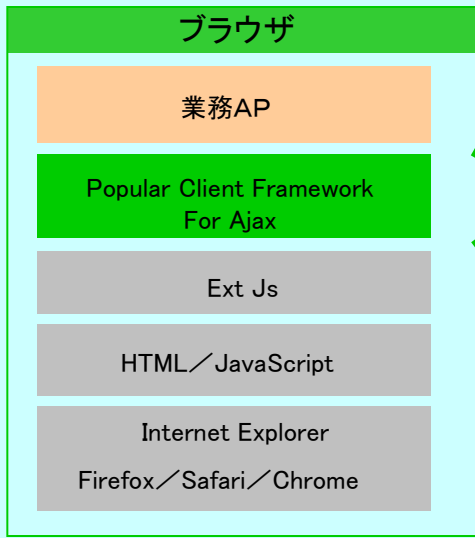 ブラウザ
業務AP
Popular Client Framework
For Ajax
Ext Js
HTML／JavaScript
Internet Explorer
Firefox／Safari／Chrome